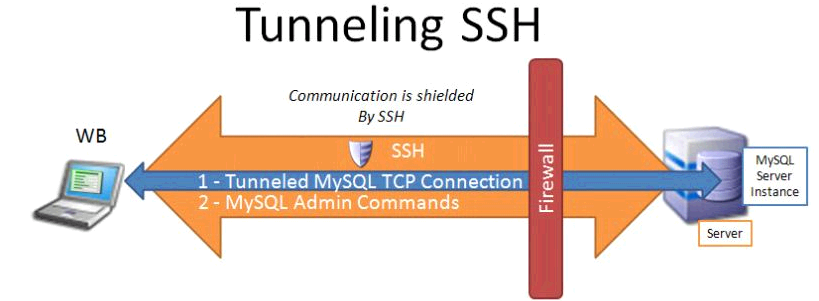 Tunneling SSH
Communication is shielded
By SSH
WB
SSH
1 - Tunneled MySQL TCP Connection
2 - MySQL Admin Commands
Firewall
MySQL
Server
Instance
Server